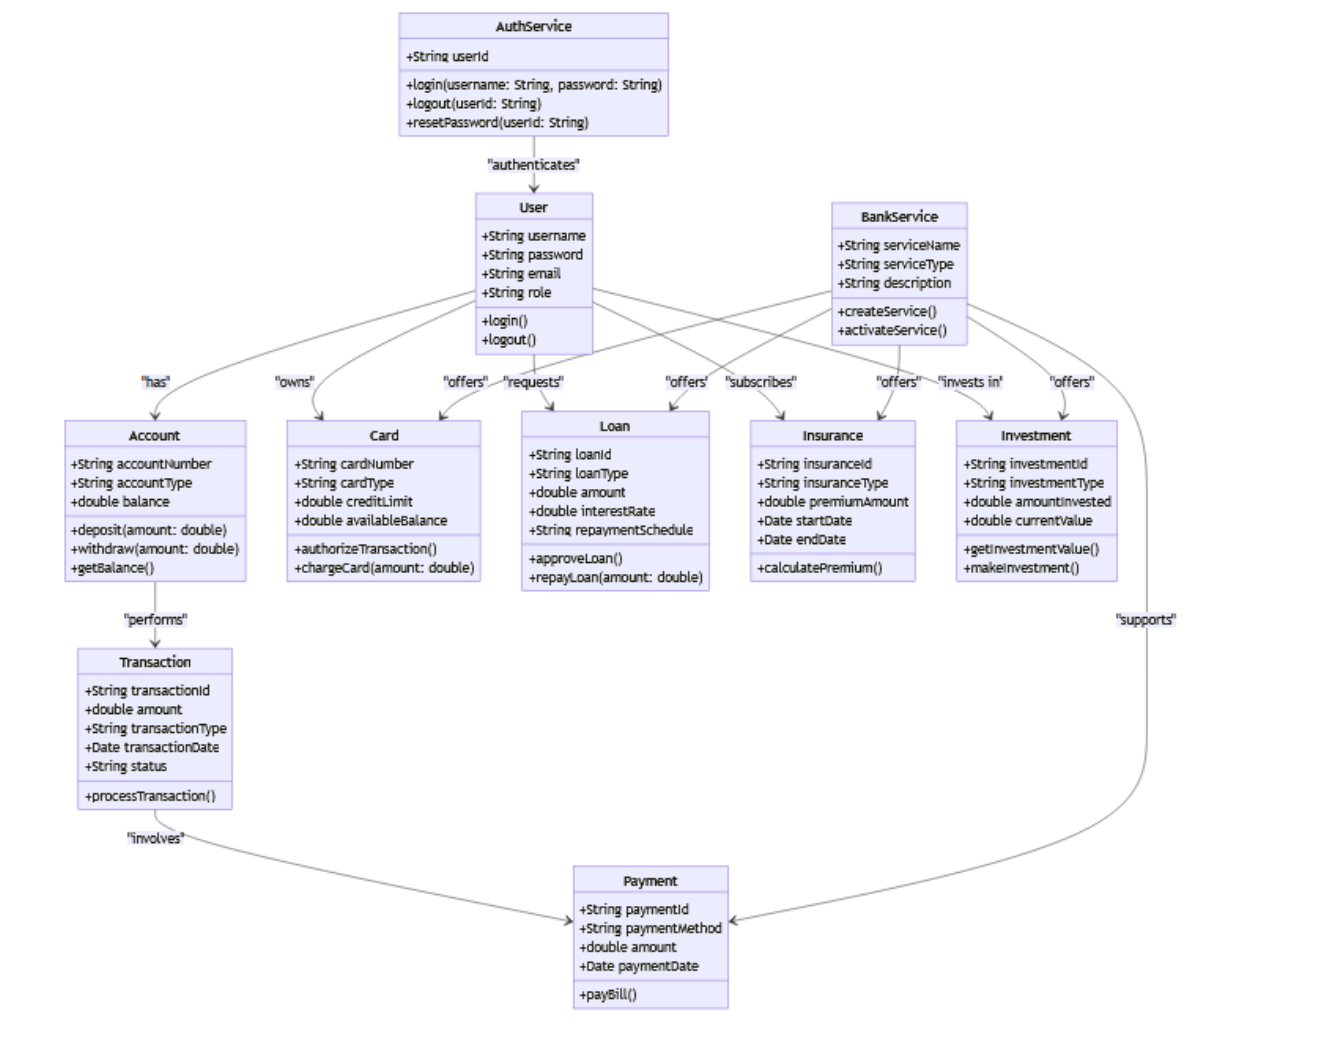 AuthService
+String userId
+login(username: String, password: String)
+logout(userId: String)
+resetPassword(userId: String)
"authenticates"
User
+String username
+String password
+String email
+String role
+login()
+logout()
BankService
+String serviceName
+String serviceType
+String description
+createService()
+activateService()
"has"
"owns"
"offers"
"requests"
"offers"
"subscribes"
"offers"
"invests in"
"offers"
Account
+String accountNumber
+String accountType
+double balance
+deposit(amount: double)
+withdraw(amount: double)
+getBalance()
Card
+String cardNumber
+String cardType
+double creditLimit
+double availableBalance
+authorizeTransaction()
+chargeCard(amount: double)
Loan
+String loanId
+String loanType
+double amount
+double interestRate
+String repaymentSchedule
+approveLoan()
+repayLoan(amount: double)
Insurance
+String insuranceId
+String insuranceType
+double premiumAmount
+Date startDate
+Date endDate
+calculatePremium()
Investment
+String investmentId
+String investmentType
+double amountInvested
+double currentValue
+getInvestmentValue()
+makeInvestment()
"performs"
"supports"
Transaction
+String transactionId
+double amount
+String transactionType
+Date transactionDate
+String status
+processTransaction()
"involves"
Payment
+String paymentId
+String paymentMethod
+double amount
+Date paymentDate
+payBill()